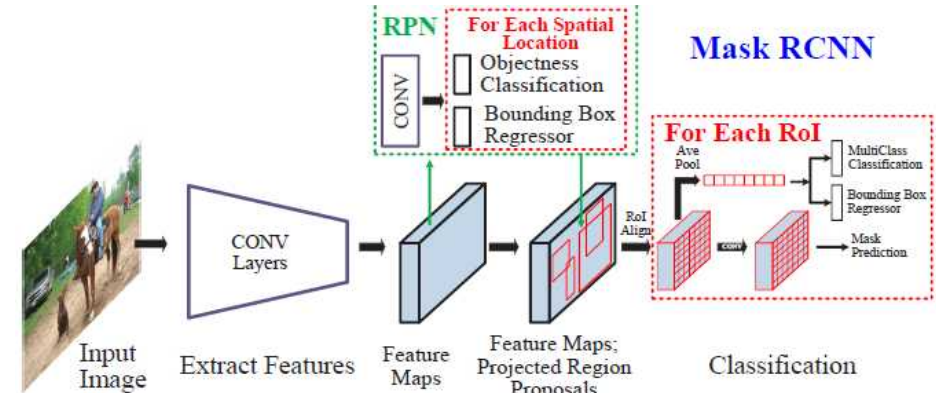 RPN
For Each Spatial
Location
CONV
Objectness
Classification
Bounding Box
Regressor
Mask RCNN
For Each RoI
Ave
Pool
MultiClass
Classification
Bounding Box
Regressor
CONV
Layers
RoI
Align
CONV
Mask
Prediction
Input
Image
Extract Features
Feature
Maps
Feature Maps;
Projected Region
Proposals
Classification